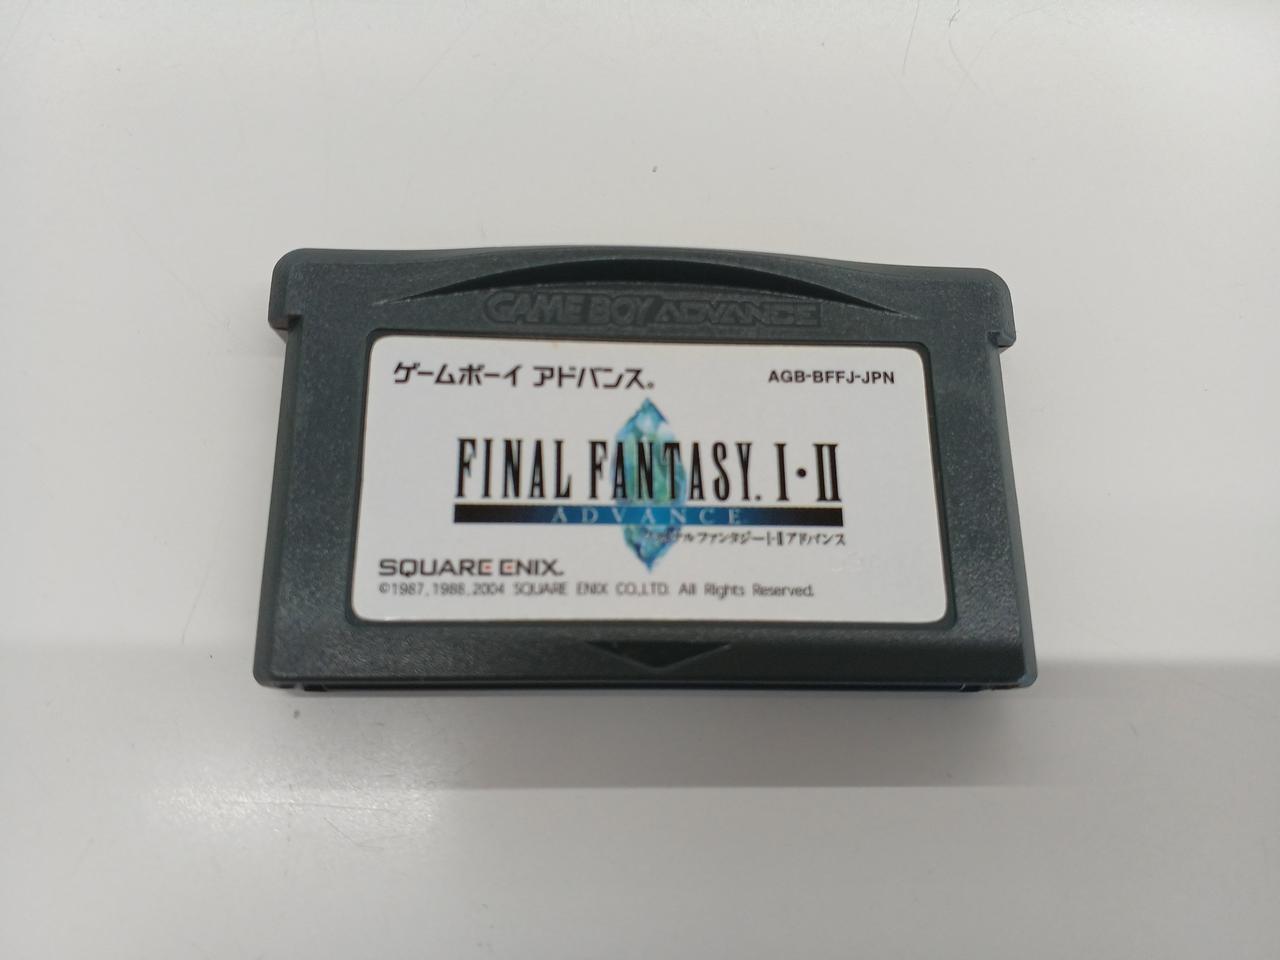 GAME BOY ADVANCE
ゲームボーイ アドバンス。
AGB-BFFJ-JPN
FINAL FANTASY. I・II
ADVANCE
ファイナルファンタジーI・IIアドバンス
SQUARE ENIX.
©1987, 1988, 2004 SQUARE ENIX CO.,LTD. All Rights Reserved.